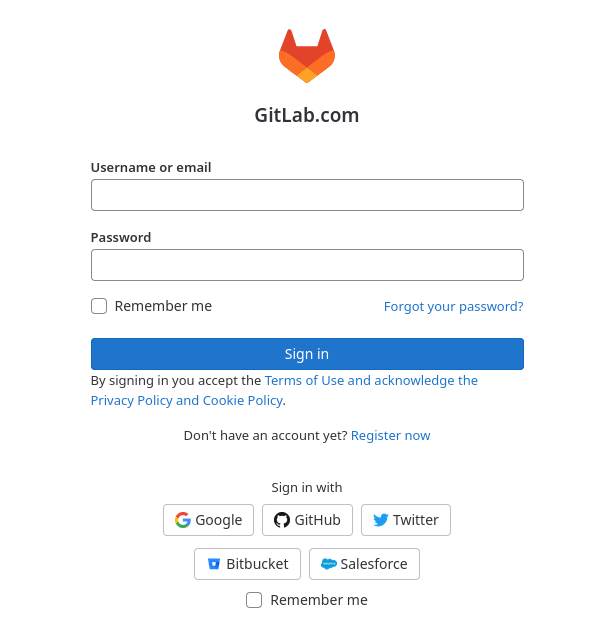 GitLab.com
Username or email
Password
Remember me
Forgot your password?
Sign in
By signing in you accept the Terms of Use and acknowledge the
Privacy Policy and Cookie Policy.
Don't have an account yet? Register now
Sign in with
Google
GitHub
Twitter
Bitbucket
Salesforce
Remember me